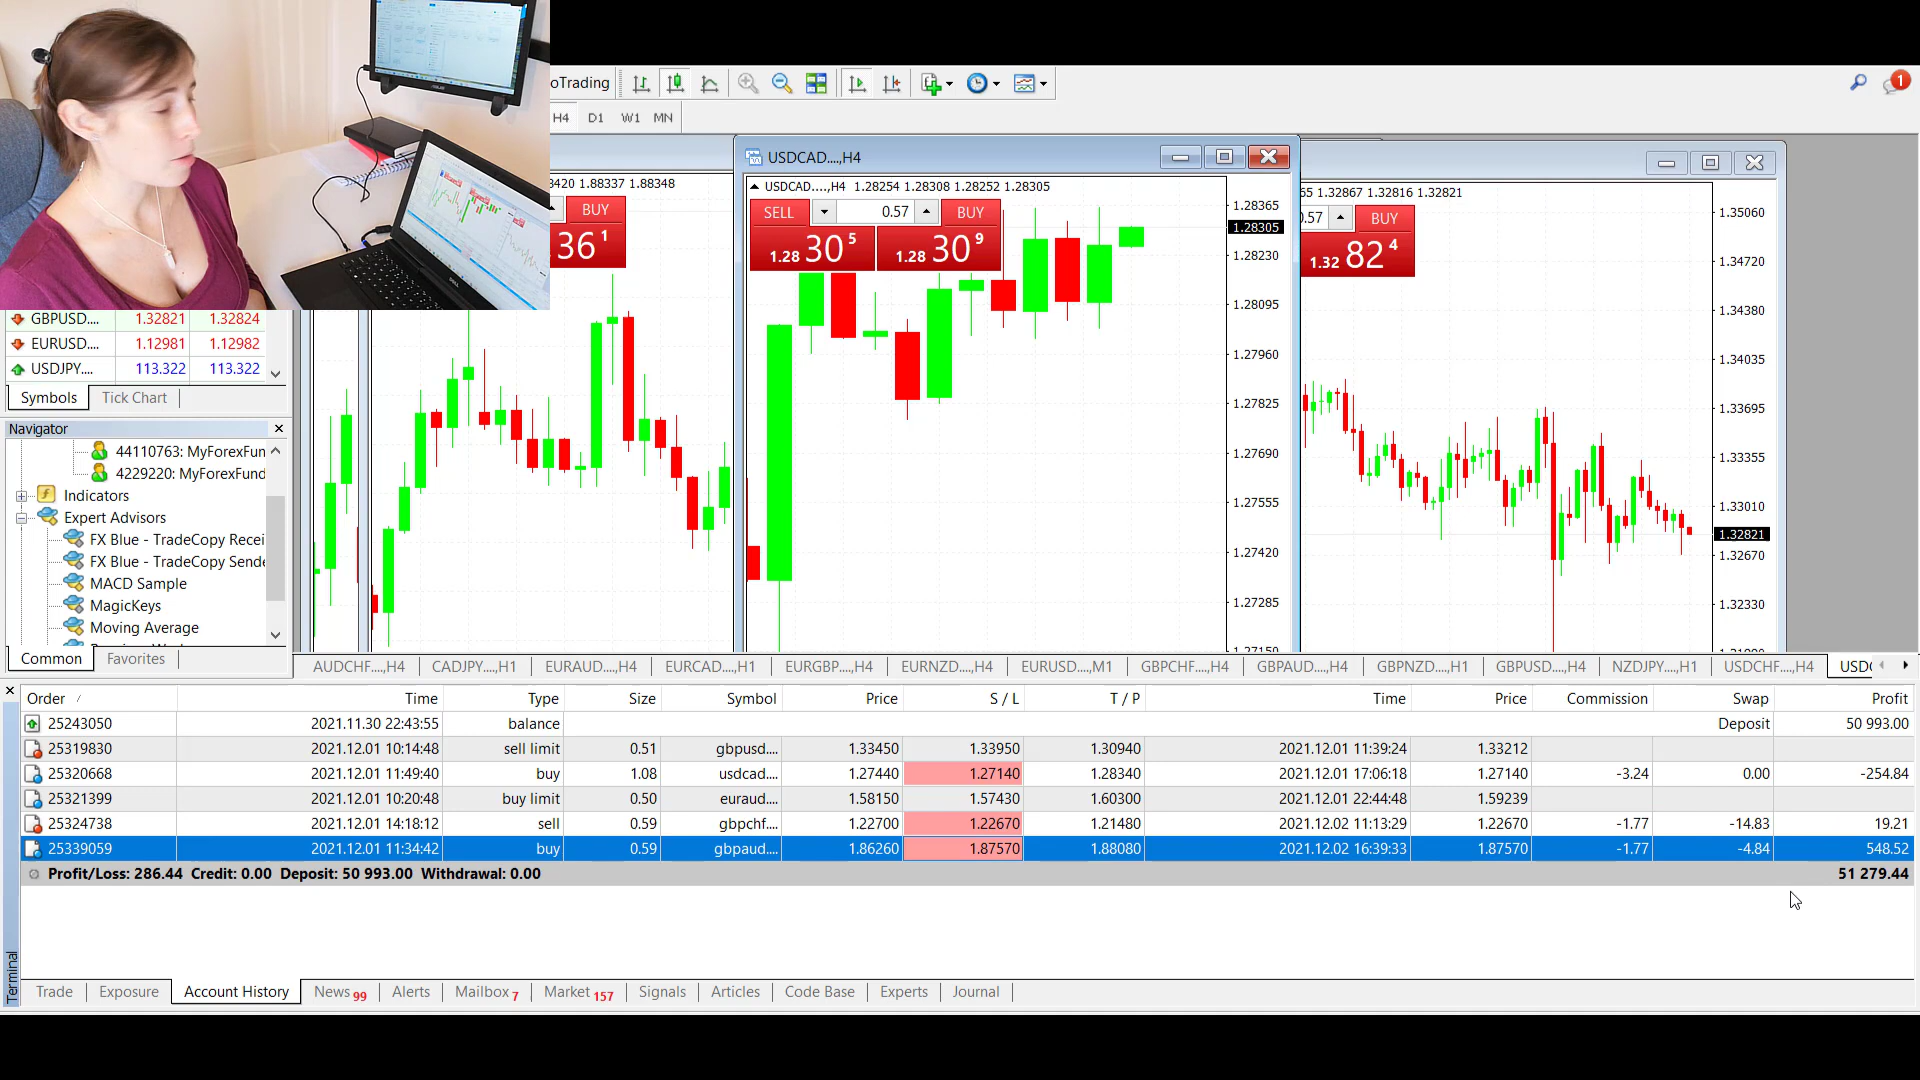 oTrading
1
H4 D1 W1 MN
USDCAD....,H4
.88420 1.88337 1.88348
USDCAD....,H4 1.28254 1.28308 1.28252 1.28305
1.32867 1.32816 1.32821
BUY
36 1
SELL 0.57 BUY
1.28 30 5 1.28 30 9
0.57 BUY
1.32 82 4
1.28365
1.28305
1.28230
1.28095
1.27960
1.27825
1.27690
1.27555
1.27420
1.27285
1.27150
1.35060
1.34720
1.34380
1.34035
1.33695
1.33355
1.33010
1.32821
1.32670
1.32330
GBPUSD.... 1.32821 1.32824
EURUSD.... 1.12981 1.12982
USDJPY.... 113.322 113.322
Symbols Tick Chart
Navigator
44110763: MyForexFun
4229220: MyForexFund
Indicators
Expert Advisors
FX Blue - TradeCopy Recei
FX Blue - TradeCopy Sende
MACD Sample
MagicKeys
Moving Average
Common Favorites
AUDCHF....,H4 CADJPY....,H1 EURAUD....,H4 EURCAD....,H1 EURGBP....,H4 EURNZD....,H4 EURUSD....,M1 GBPCHF....,H4 GBPAUD....,H4 GBPNZD....,H1 GBPUSD....,H4 NZDJPY....,H1 USDCHF....,H4 USDC
Order / Time Type Size Symbol Price S / L T / P Time Price Commission Swap Profit
25243050 2021.11.30 22:43:55 balance Deposit 50 993.00
25319830 2021.12.01 10:14:48 sell limit 0.51 gbpusd.... 1.33450 1.33950 1.30940 2021.12.01 11:39:24 1.33212
25320668 2021.12.01 11:49:40 buy 1.08 usdcad.... 1.27440 1.27140 1.28340 2021.12.01 17:06:18 1.27140 -3.24 0.00 -254.84
25321399 2021.12.01 10:20:48 buy limit 0.50 euraud.... 1.58150 1.57430 1.60300 2021.12.01 22:44:48 1.59239
25324738 2021.12.01 14:18:12 sell 0.59 gbpchf.... 1.22700 1.22670 1.21480 2021.12.02 11:13:29 1.22670 -1.77 -14.83 19.21
25339059 2021.12.01 11:34:42 buy 0.59 gbpaud.... 1.86260 1.87570 1.88080 2021.12.02 16:39:33 1.87570 -1.77 -4.84 548.52
Profit/Loss: 286.44 Credit: 0.00 Deposit: 50 993.00 Withdrawal: 0.00 51 279.44
Terminal
Trade Exposure Account History News 99 Alerts Mailbox 7 Market 157 Signals Articles Code Base Experts Journal